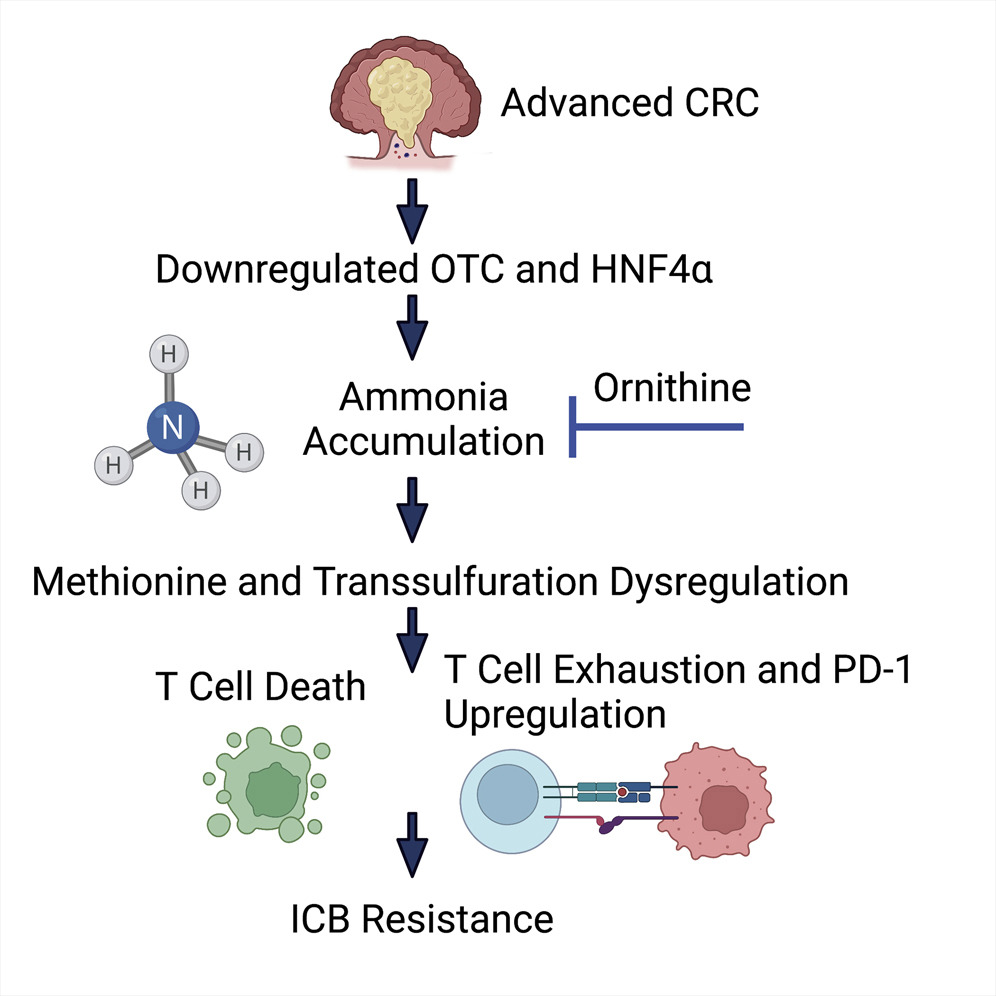 Advanced CRC
Downregulated OTC and HNF4α
H
N
H
H
H
Ammonia
Accumulation
Ornithine
Methionine and Transsulfuration Dysregulation
T Cell Death
T Cell Exhaustion and PD-1
Upregulation
ICB Resistance